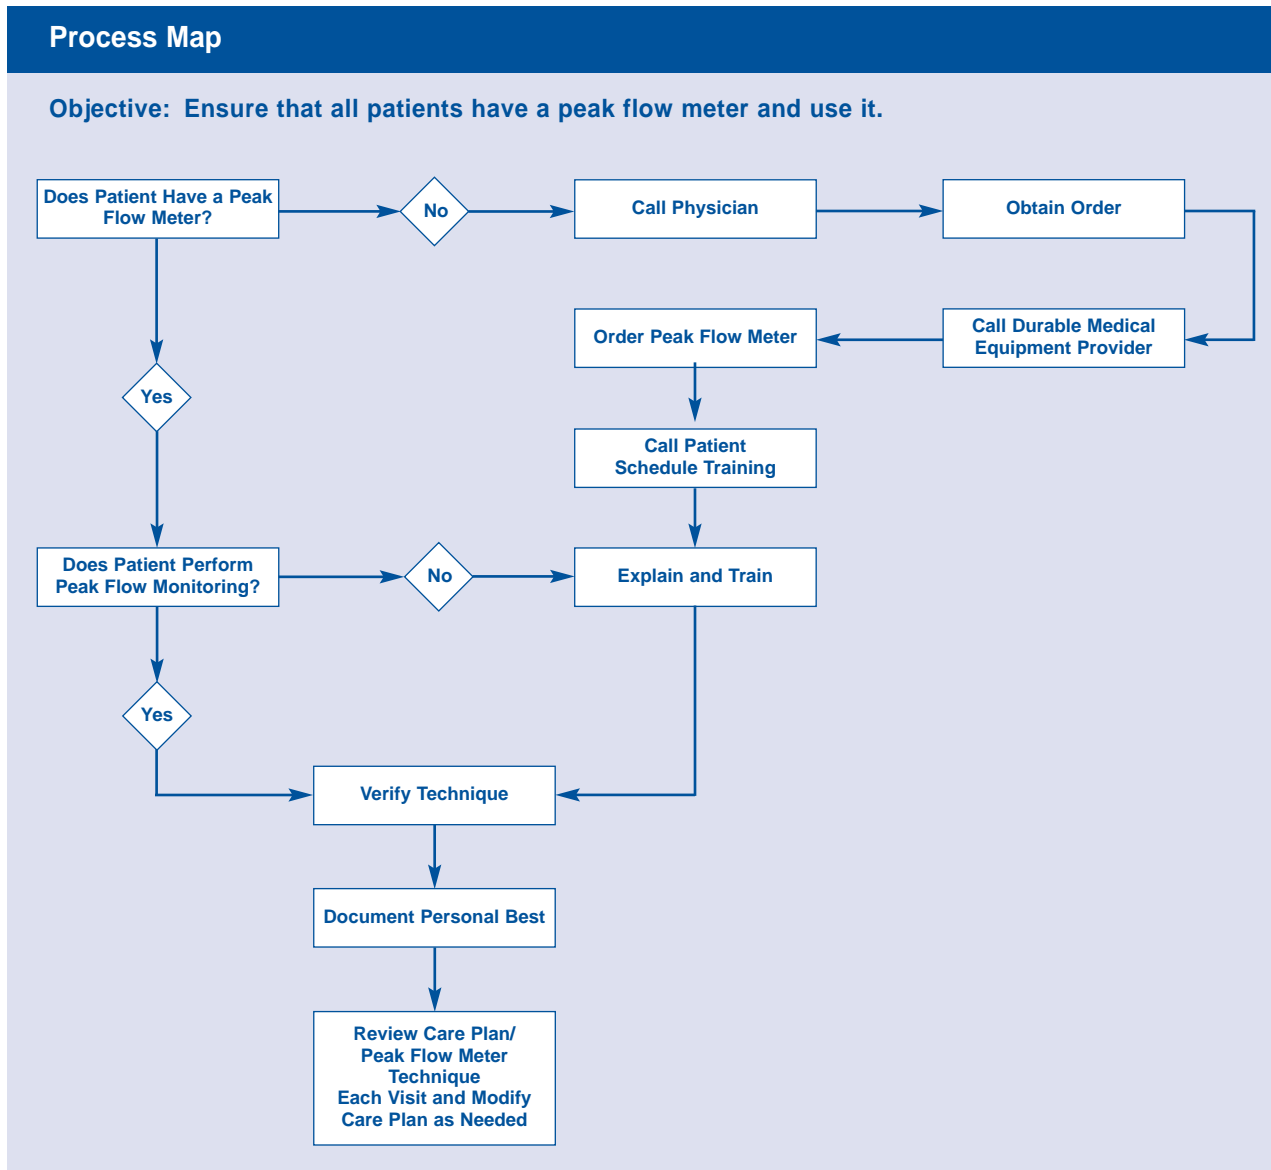 Process Map
Objective: Ensure that all patients have a peak flow meter and use it.
Does Patient Have a Peak
Flow Meter?
No
Call Physician
Obtain Order
Order Peak Flow Meter
Call Durable Medical
Equipment Provider
Yes
Call Patient
Schedule Training
Does Patient Perform
Peak Flow Monitoring?
No
Explain and Train
Yes
Verify Technique
Document Personal Best
Review Care Plan/
Peak Flow Meter
Technique
Each Visit and Modify
Care Plan as Needed